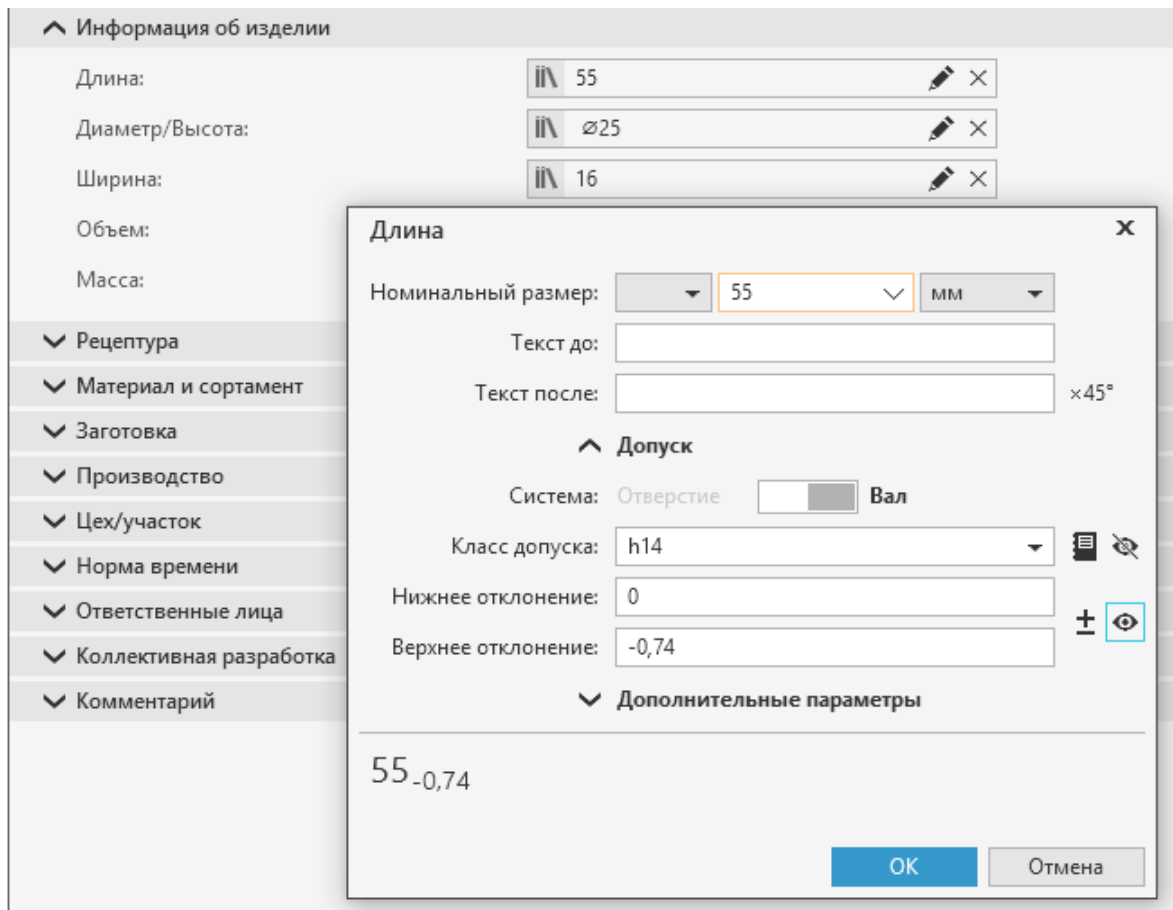 Информация об изделии
Длина: 55
Диаметр/Высота: ⌀25
Ширина: 16
Объем:
Масса:
Рецептура
Материал и сортамент
Заготовка
Производство
Цех/участок
Норма времени
Ответственные лица
Коллективная разработка
Комментарий
Длина
Номинальный размер: 55 мм
Текст до:
Текст после: ×45°
Допуск
Система: Отверстие Вал
Класс допуска: h14
Нижнее отклонение: 0
Верхнее отклонение: -0,74
Дополнительные параметры
55-0,74
ОК Отмена